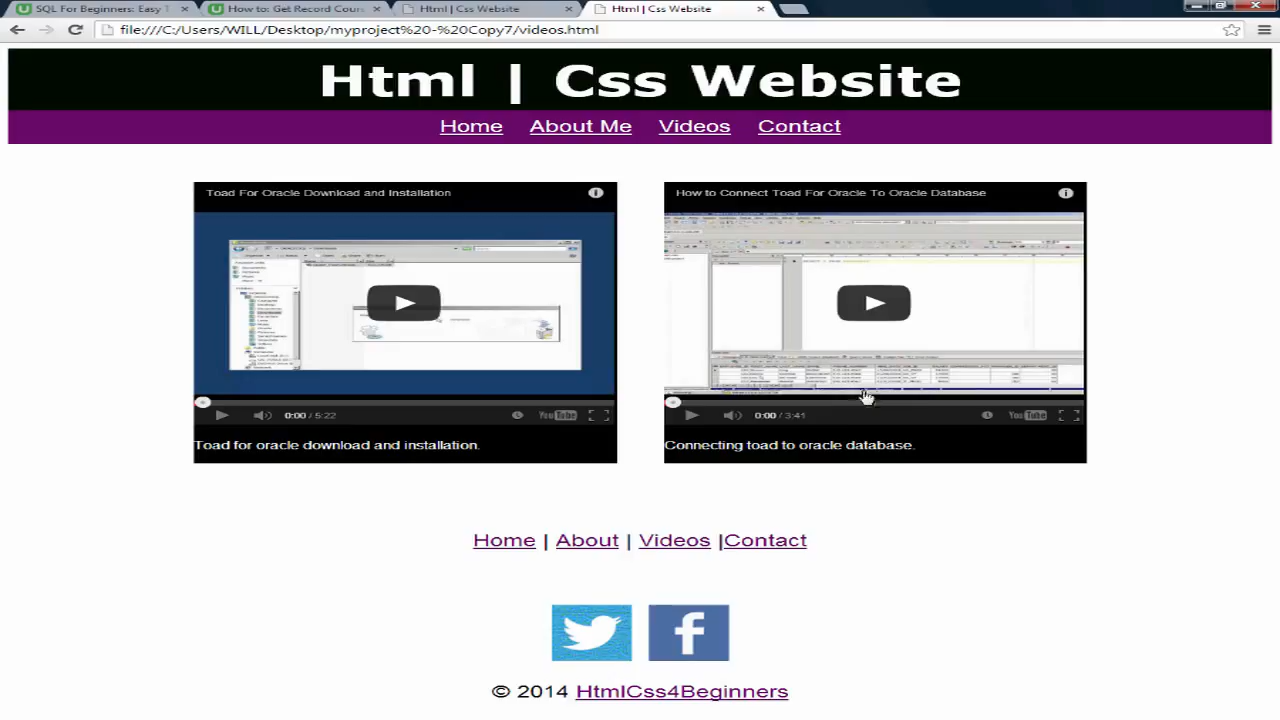 SQL For Beginners: Easy T
How to: Get Record Coun
Html | Css Website
Html | Css Website
file:///C:/Users/WILL/Desktop/myproject%20-%20Copy7/videos.html
Html | Css Website
Home About Me Videos Contact
Toad For Oracle Download and Installation
How to Connect Toad For Oracle To Oracle Database
0:00 / 5:22 YouTube
0:00 / 3:41 YouTube
Toad for oracle download and installation.
Connecting toad to oracle database.
Home | About | Videos |Contact
© 2014 HtmlCss4Beginners